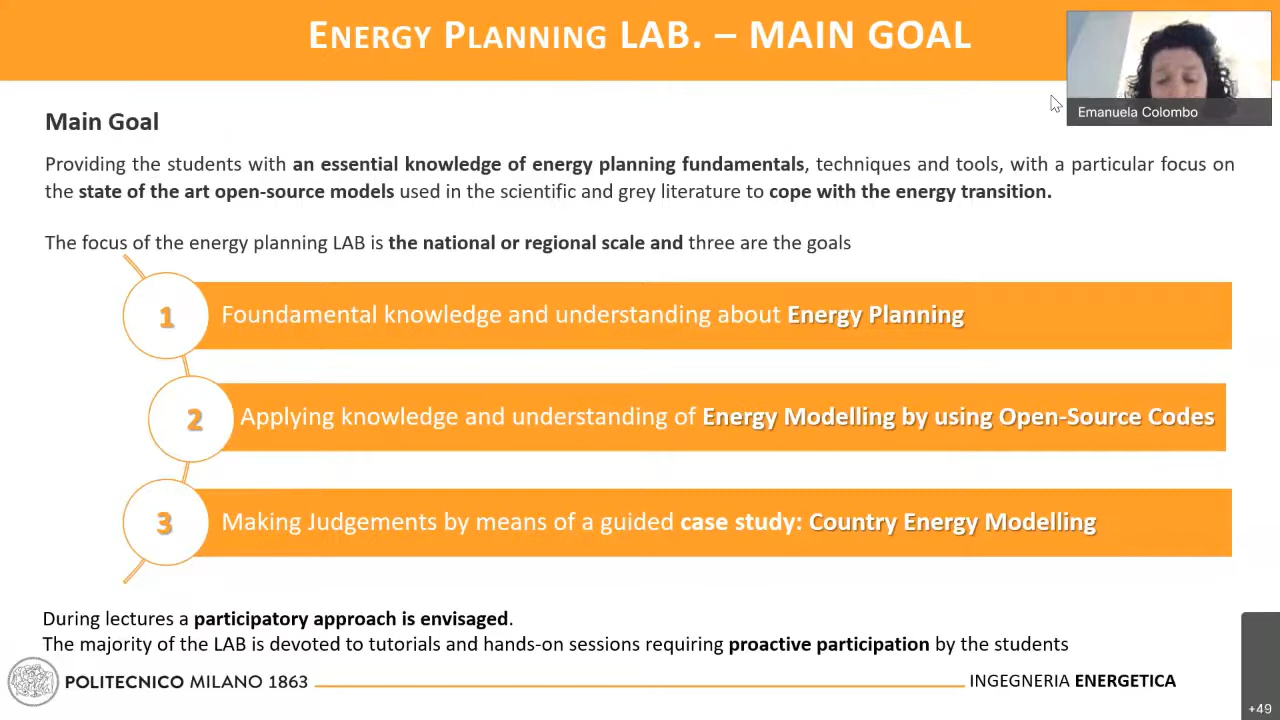 ENERGY PLANNING LAB. – MAIN GOAL
Emanuela Colombo
Main Goal
Providing the students with an essential knowledge of energy planning fundamentals, techniques and tools, with a particular focus on
the state of the art open-source models used in the scientific and grey literature to cope with the energy transition.
The focus of the energy planning LAB is the national or regional scale and three are the goals
1 Foundamental knowledge and understanding about Energy Planning
2 Applying knowledge and understanding of Energy Modelling by using Open-Source Codes
3 Making Judgements by means of a guided case study: Country Energy Modelling
During lectures a participatory approach is envisaged.
The majority of the LAB is devoted to tutorials and hands-on sessions requiring proactive participation by the students
POLITECNICO MILANO 1863
INGEGNERIA ENERGETICA
+49